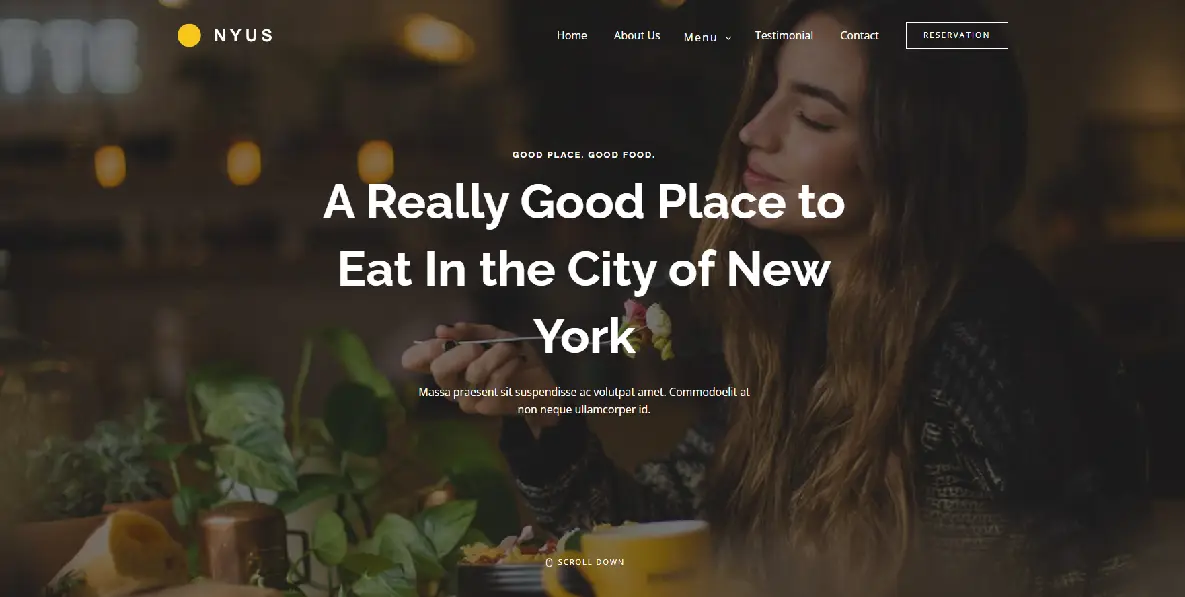 NYUS
Home About Us Menu Testimonial Contact RESERVATION
GOOD PLACE. GOOD FOOD.
A Really Good Place to
Eat In the City of New
York
Massa praesent sit suspendisse ac volutpat amet. Commodoelit at
non neque ullamcorper id.
SCROLL DOWN